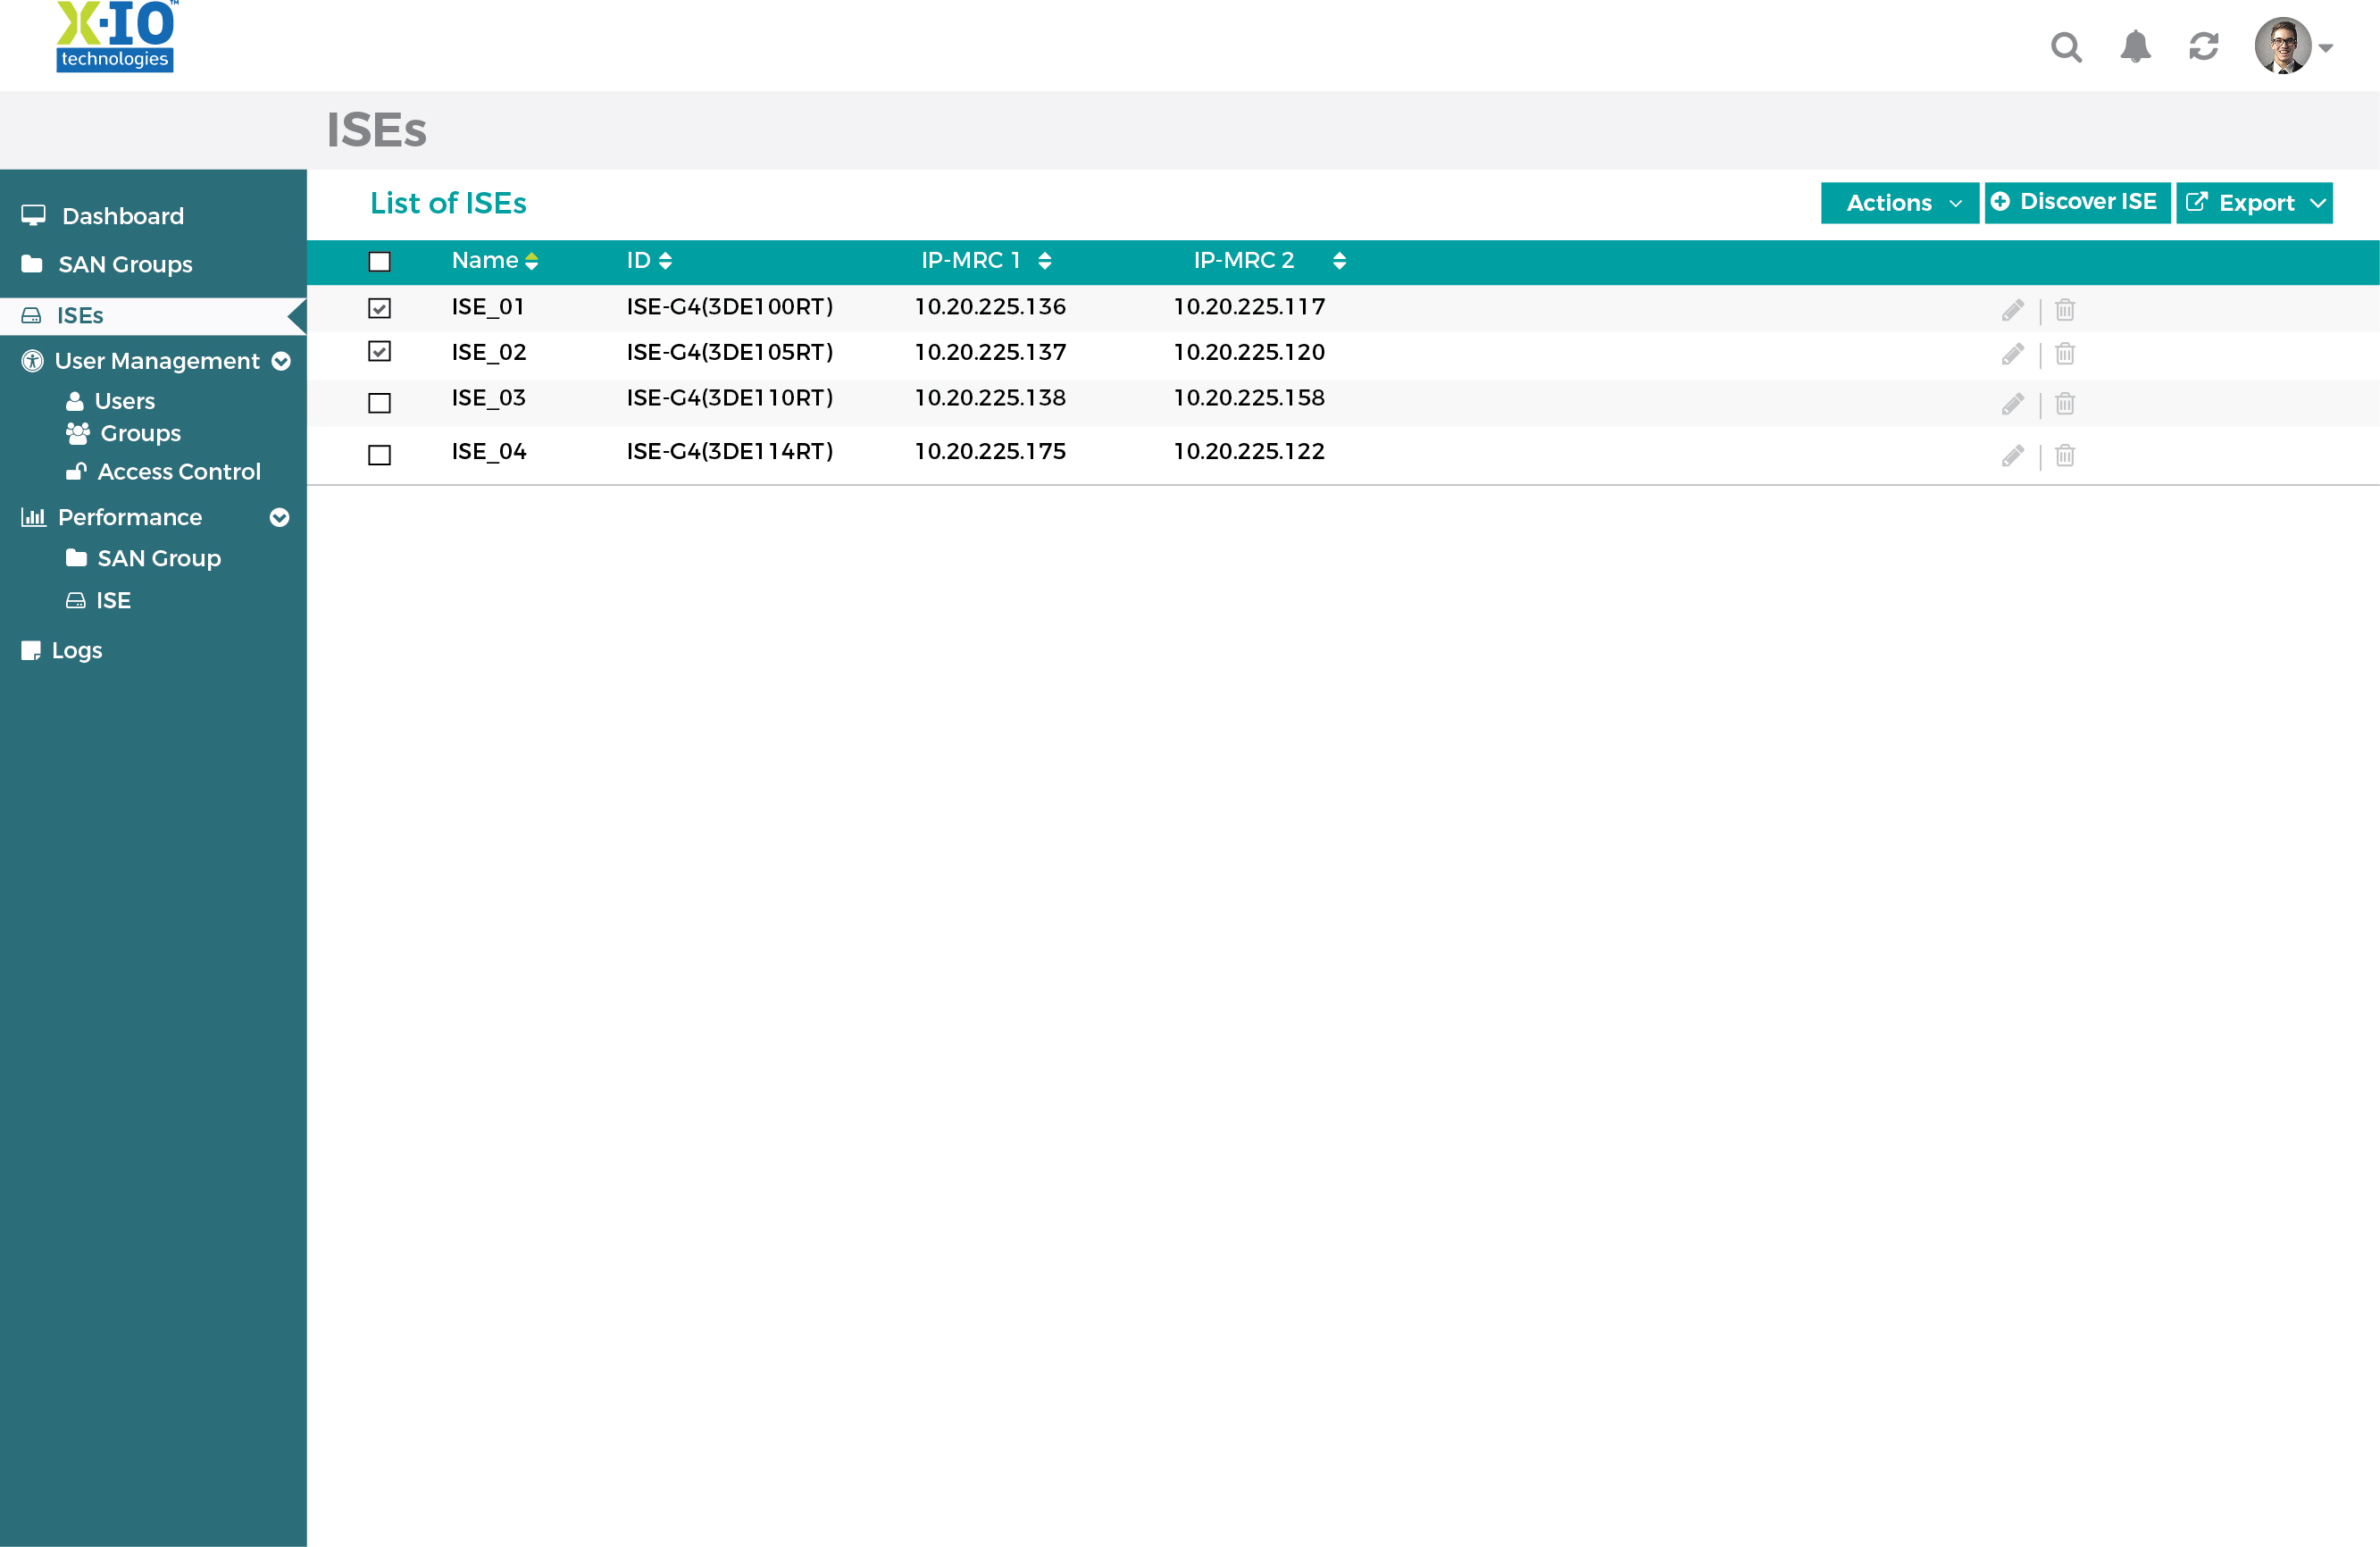 X-IO™
technologies
ISEs
Dashboard
SAN Groups
ISEs
User Management
Users
Groups
Access Control
Performance
SAN Group
ISE
Logs
List of ISEs
Actions
Discover ISE
Export
Name ID IP-MRC 1 IP-MRC 2
ISE_01 ISE-G4(3DE100RT) 10.20.225.136 10.20.225.117
ISE_02 ISE-G4(3DE105RT) 10.20.225.137 10.20.225.120
ISE_03 ISE-G4(3DE110RT) 10.20.225.138 10.20.225.158
ISE_04 ISE-G4(3DE114RT) 10.20.225.175 10.20.225.122